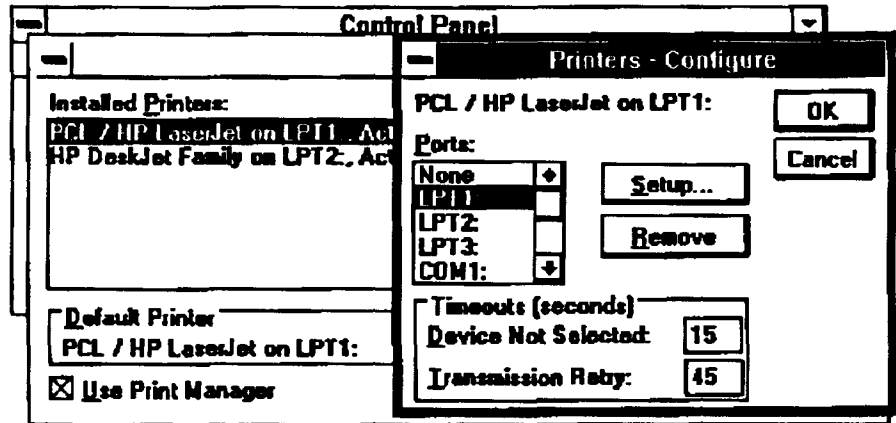 Control Panel
Printers - Configure
Installed Printers:
PCL / HP LaserJet on LPT1:, Act
HP DeskJet Family on LPT2:, Act
Default Printer
PCL / HP LaserJet on LPT1:
Use Print Manager
PCL / HP LaserJet on LPT1:
Ports:
None
LPT1:
LPT2:
LPT3:
COM1:
Setup...
Remove
OK
Cancel
Timeouts (seconds)
Device Not Selected: 15
Transmission Retry: 45